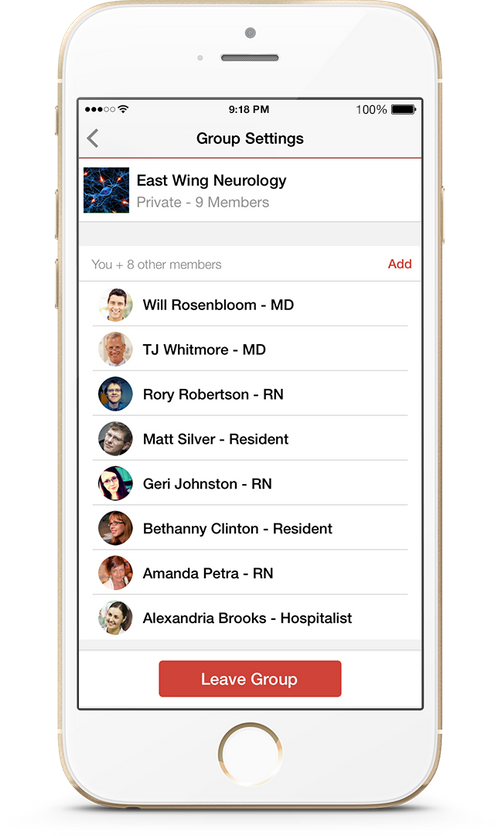 9:18 PM 100%
Group Settings
East Wing Neurology
Private - 9 Members
You + 8 other members Add
Will Rosenbloom - MD
TJ Whitmore - MD
Rory Robertson - RN
Matt Silver - Resident
Geri Johnston - RN
Bethanny Clinton - Resident
Amanda Petra - RN
Alexandria Brooks - Hospitalist
Leave Group